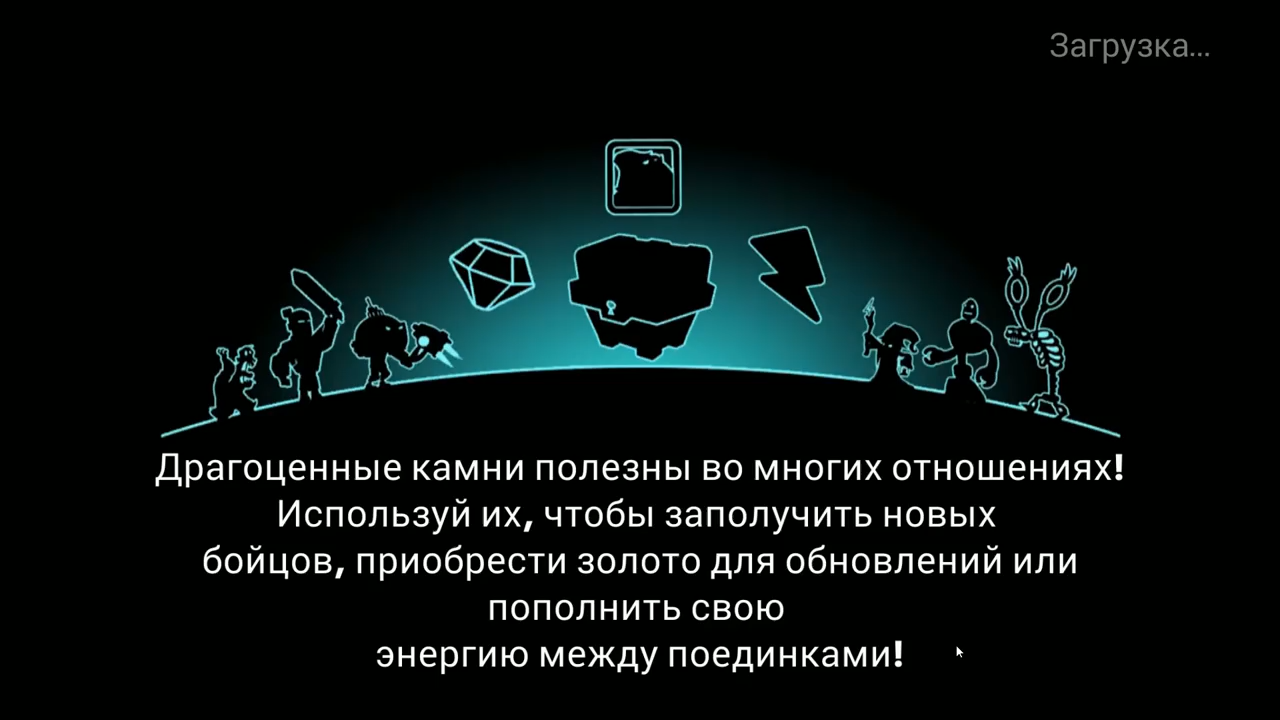 Загрузка...
Драгоценные камни полезны во многих отношениях!
Используй их, чтобы заполучить новых
бойцов, приобрести золото для обновлений или
пополнить свою
энергию между поединками!